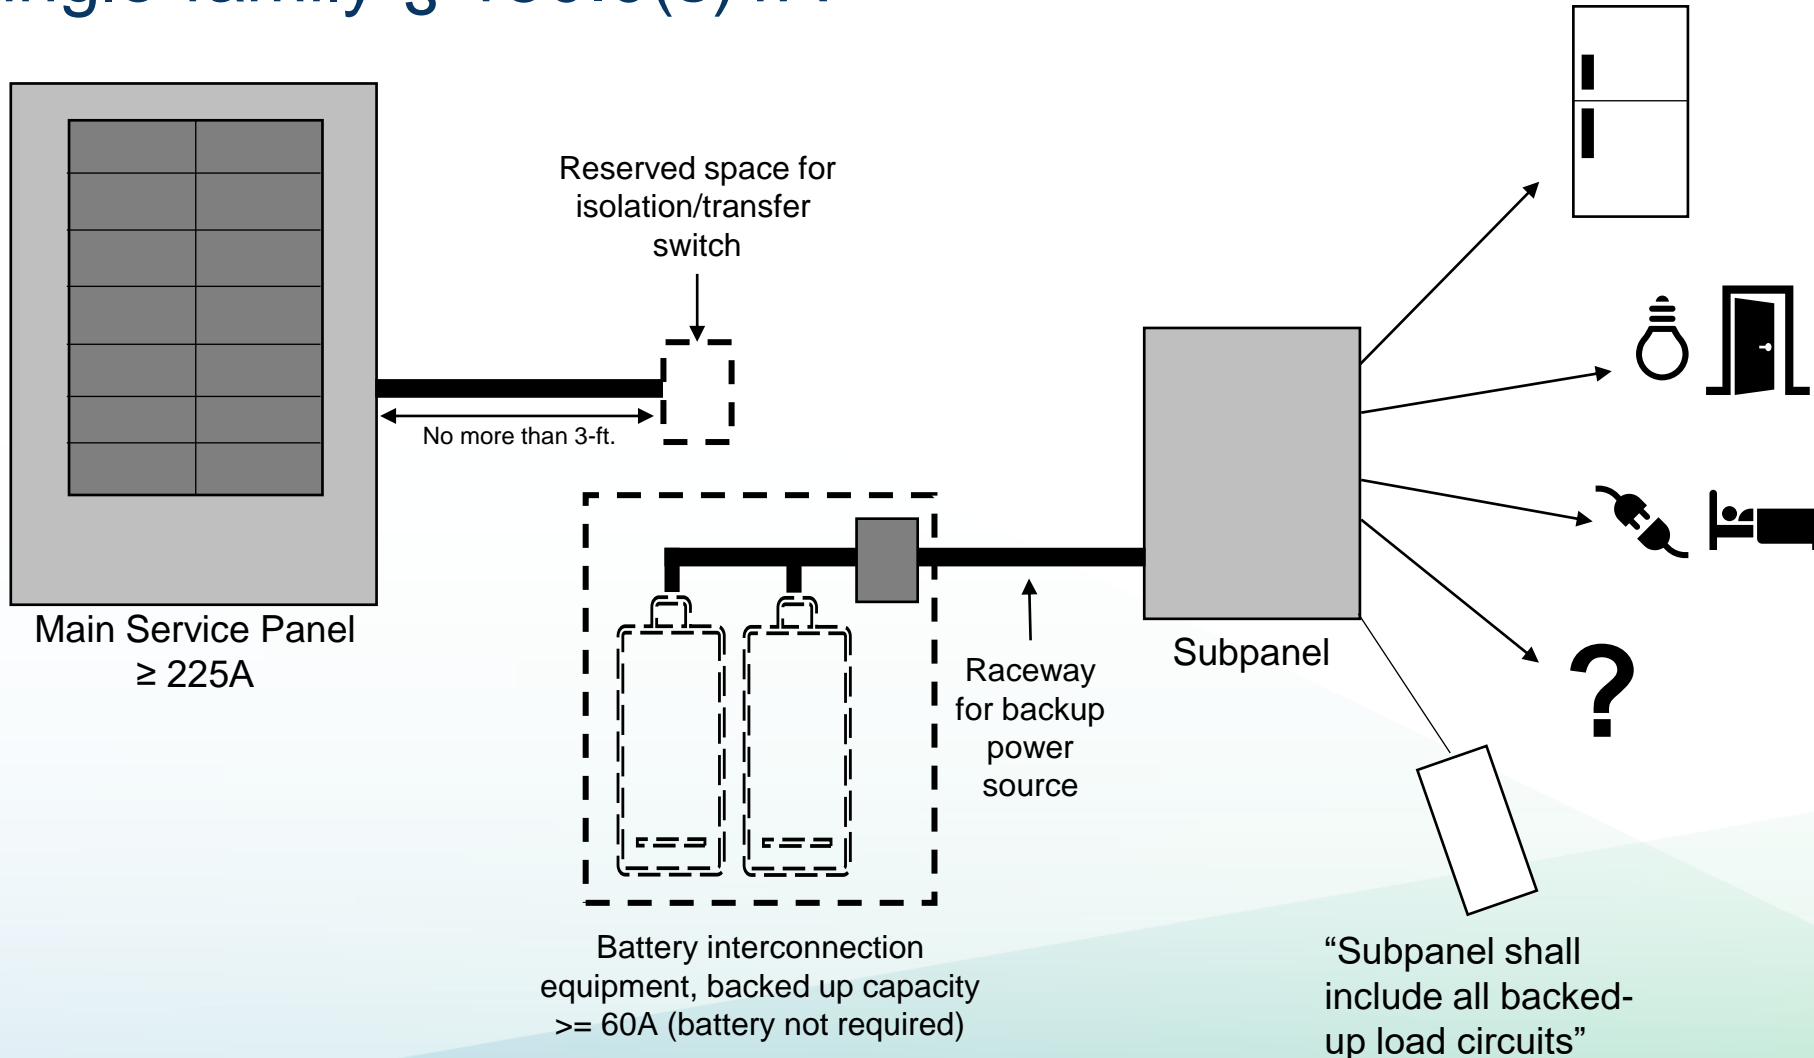 Reserved space for
isolation/transfer
switch
No more than 3-ft.
Main Service Panel
≥ 225A
Subpanel
Raceway
for backup
power
source
?
Battery interconnection
equipment, backed up capacity
>= 60A (battery not required)
“Subpanel shall
include all backed-
up load circuits”